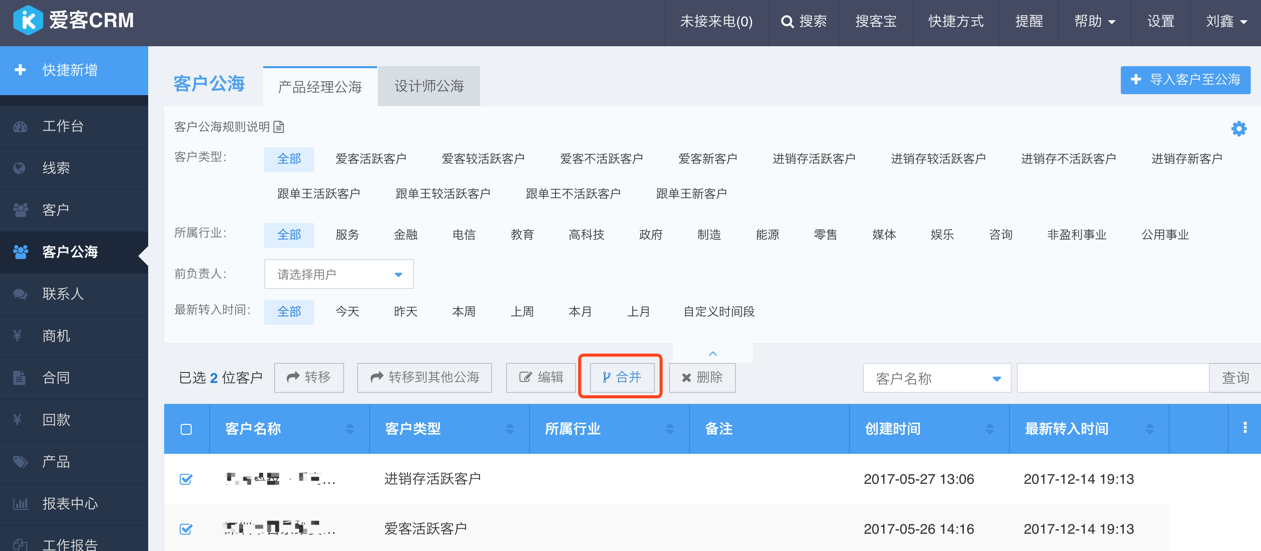 爱客CRM 未接来电(0) 搜索 搜客宝 快捷方式 提醒 帮助 设置 刘鑫
快捷新增
工作台
线索
客户
客户公海
联系人
商机
合同
回款
产品
报表中心
工作报告
客户公海 产品经理公海 设计师公海 导入客户至公海
客户公海规则说明
客户类型: 全部 爱客活跃客户 爱客较活跃客户 爱客不活跃客户 爱客新客户 进销存活跃客户 进销存较活跃客户 进销存不活跃客户 进销存新客户
跟单王活跃客户 跟单王较活跃客户 跟单王不活跃客户 跟单王新客户
所属行业: 全部 服务 金融 电信 教育 高科技 政府 制造 能源 零售 媒体 娱乐 咨询 非盈利事业 公用事业
前负责人: 请选择用户
最新转入时间: 全部 今天 昨天 本周 上周 本月 上月 自定义时间段
已选 2 位客户 转移 转移到其他公海 编辑 合并 删除 客户名称 查询
客户名称 客户类型 所属行业 备注 创建时间 最新转入时间
进销存活跃客户 2017-05-27 13:06 2017-12-14 19:13
爱客活跃客户 2017-05-26 14:16 2017-12-14 19:13